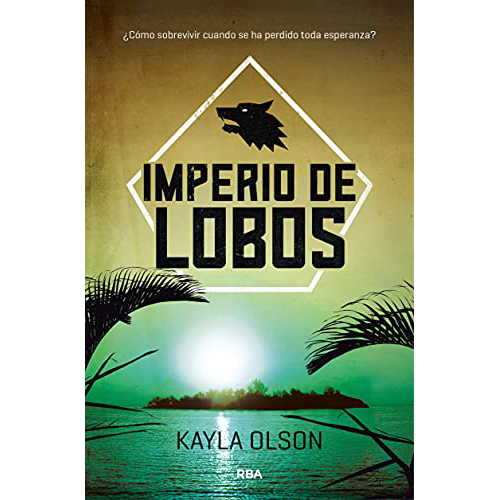 ¿Cómo sobrevivir cuando se ha perdido toda esperanza?
IMPERIO DE
LOBOS
KAYLA OLSON
RBA